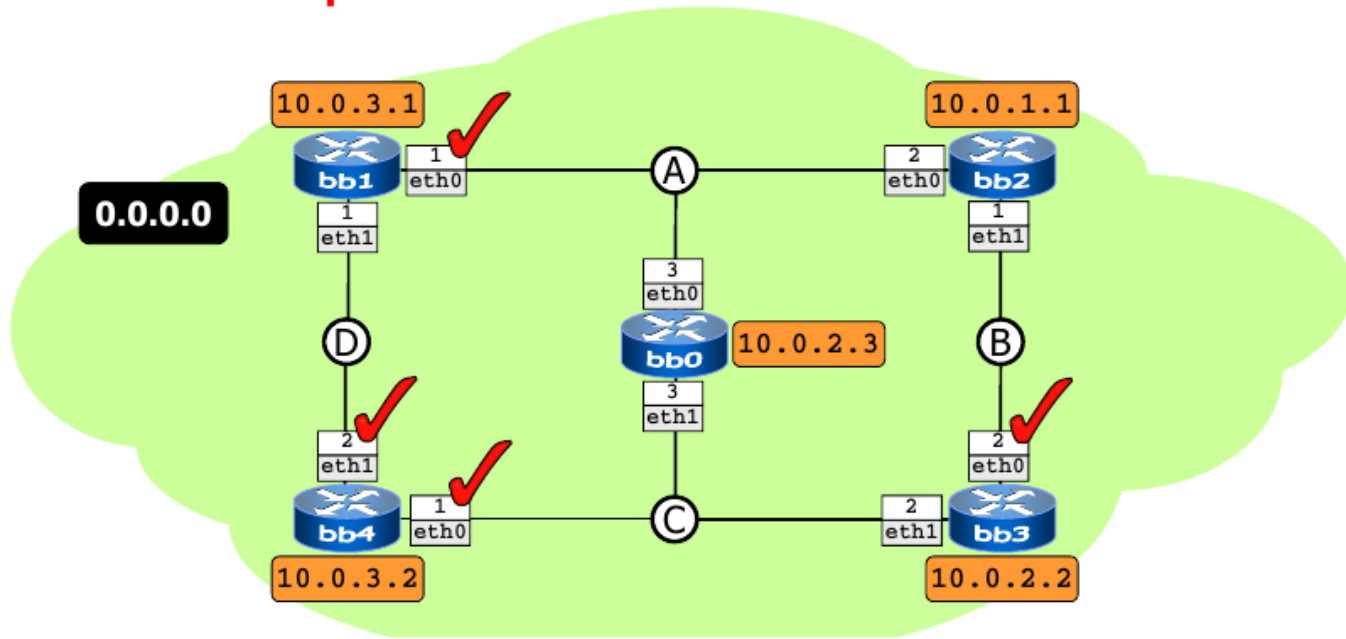 10.0.3.1
10.0.1.1
1
eth0
bb1
A
2
eth0
bb2
0.0.0.0
1
eth1
1
eth1
3
eth0
D
bb0
10.0.2.3
B
3
eth1
2
eth1
2
eth0
bb4
1
eth0
C
2
eth1
bb3
10.0.3.2
10.0.2.2